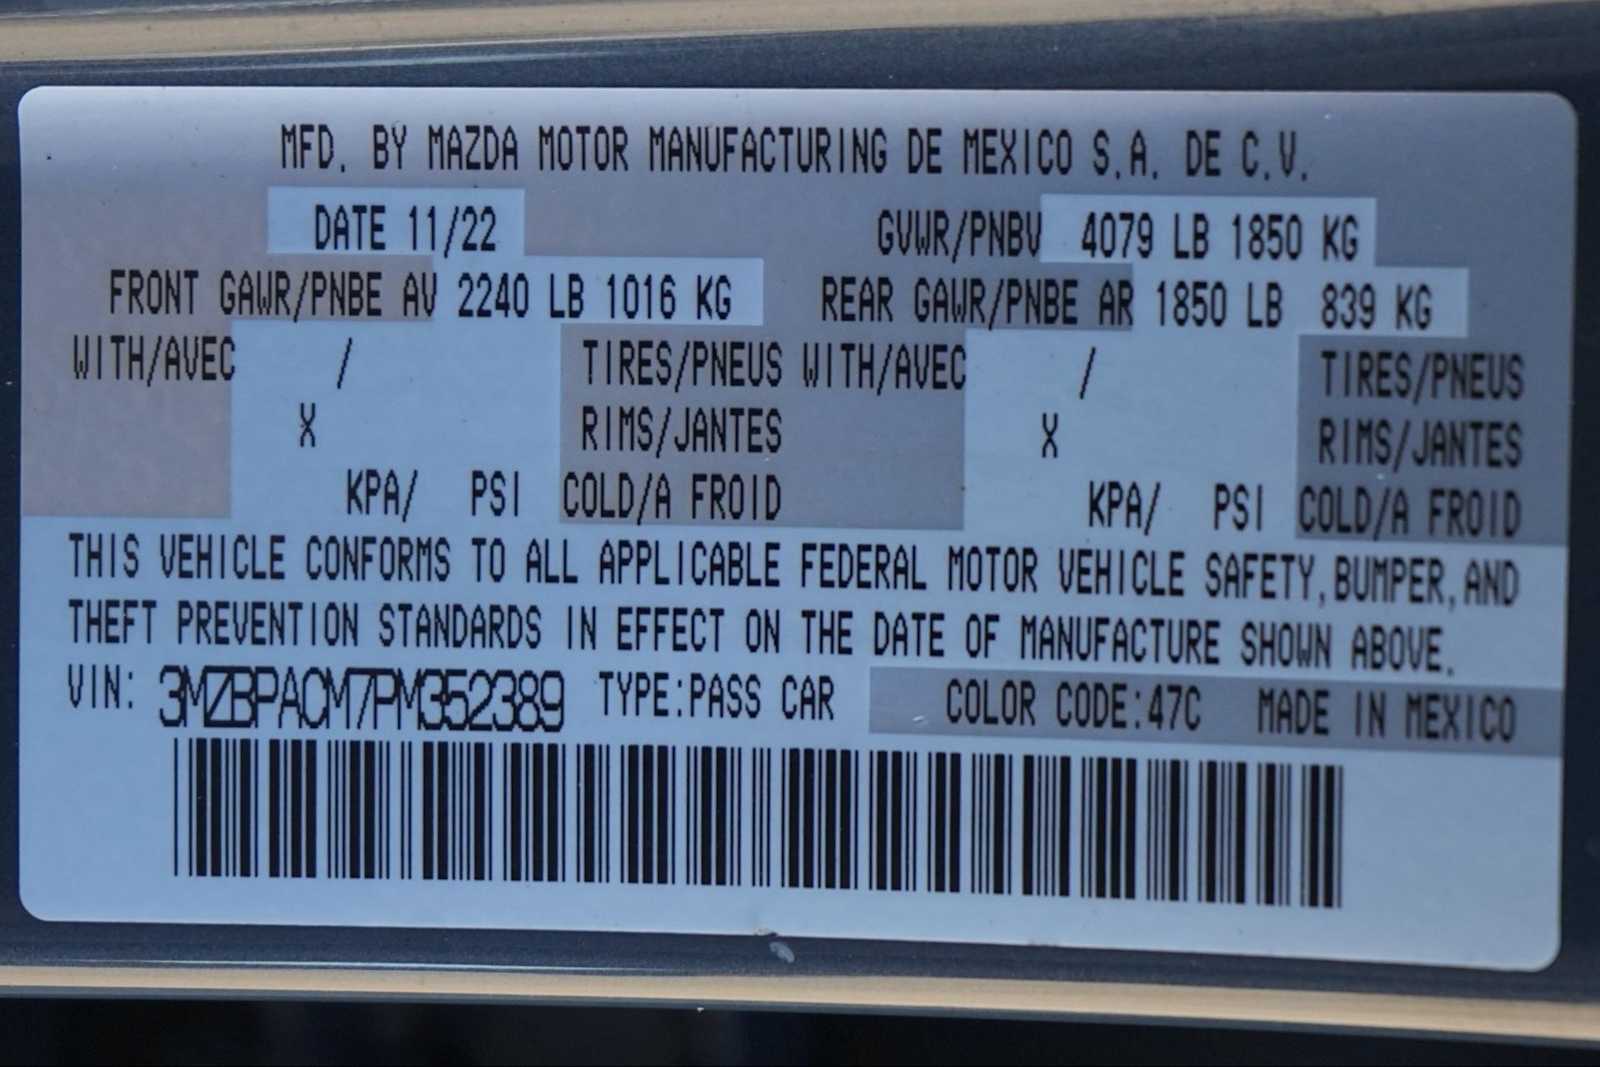 MFD. BY MAZDA MOTOR MANUFACTURING DE MEXICO S.A. DE C.V.
DATE 11/22 GVWR/PNBV 4079 LB 1850 KG
FRONT GAWR/PNBE AV 2240 LB 1016 KG REAR GAWR/PNBE AR 1850 LB 839 KG
WITH/AVEC / TIRES/PNEUS WITH/AVEC / TIRES/PNEUS
X RIMS/JANTES X RIMS/JANTES
KPA/ PSI COLD/A FROID KPA/ PSI COLD/A FROID
THIS VEHICLE CONFORMS TO ALL APPLICABLE FEDERAL MOTOR VEHICLE SAFETY,BUMPER,AND
THEFT PREVENTION STANDARDS IN EFFECT ON THE DATE OF MANUFACTURE SHOWN ABOVE.
VIN: 3MZBPACM7PM352389 TYPE:PASS CAR COLOR CODE:47C MADE IN MEXICO